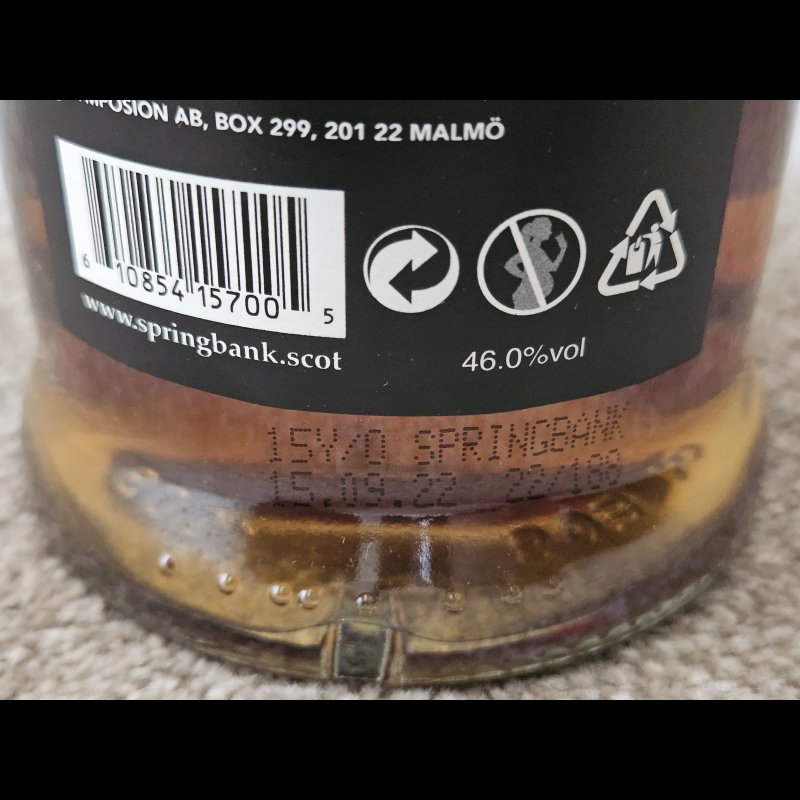 AB, BOX 299, 201 22 MALMÖ
6 10854 15700 5
www.springbank.scot
46.0%vol
15Y/O SPRINGBANK
15.09.22 22/188